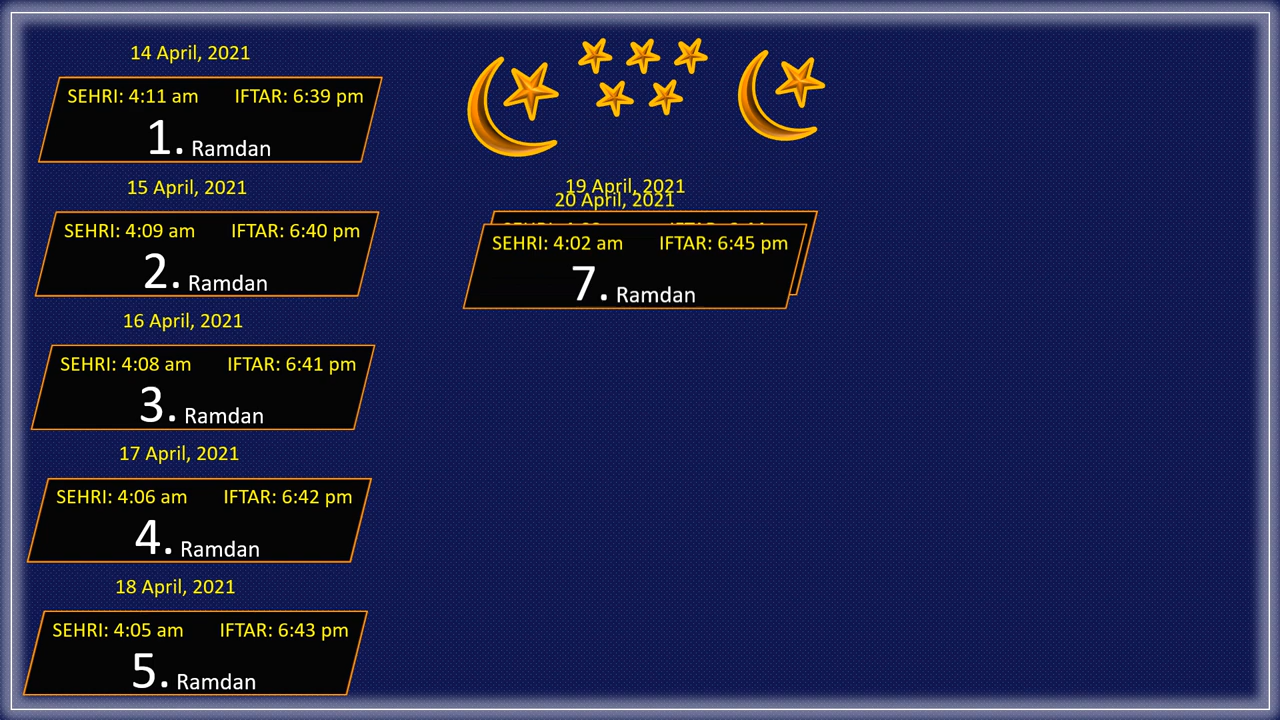 14 April, 2021
SEHRI: 4:11 am IFTAR: 6:39 pm
1. Ramdan
15 April, 2021
SEHRI: 4:09 am IFTAR: 6:40 pm
2. Ramdan
16 April, 2021
SEHRI: 4:08 am IFTAR: 6:41 pm
3. Ramdan
17 April, 2021
SEHRI: 4:06 am IFTAR: 6:42 pm
4. Ramdan
18 April, 2021
SEHRI: 4:05 am IFTAR: 6:43 pm
5. Ramdan
19 April, 2021
20 April, 2021
SEHRI: 4:02 am IFTAR: 6:45 pm
7. Ramdan